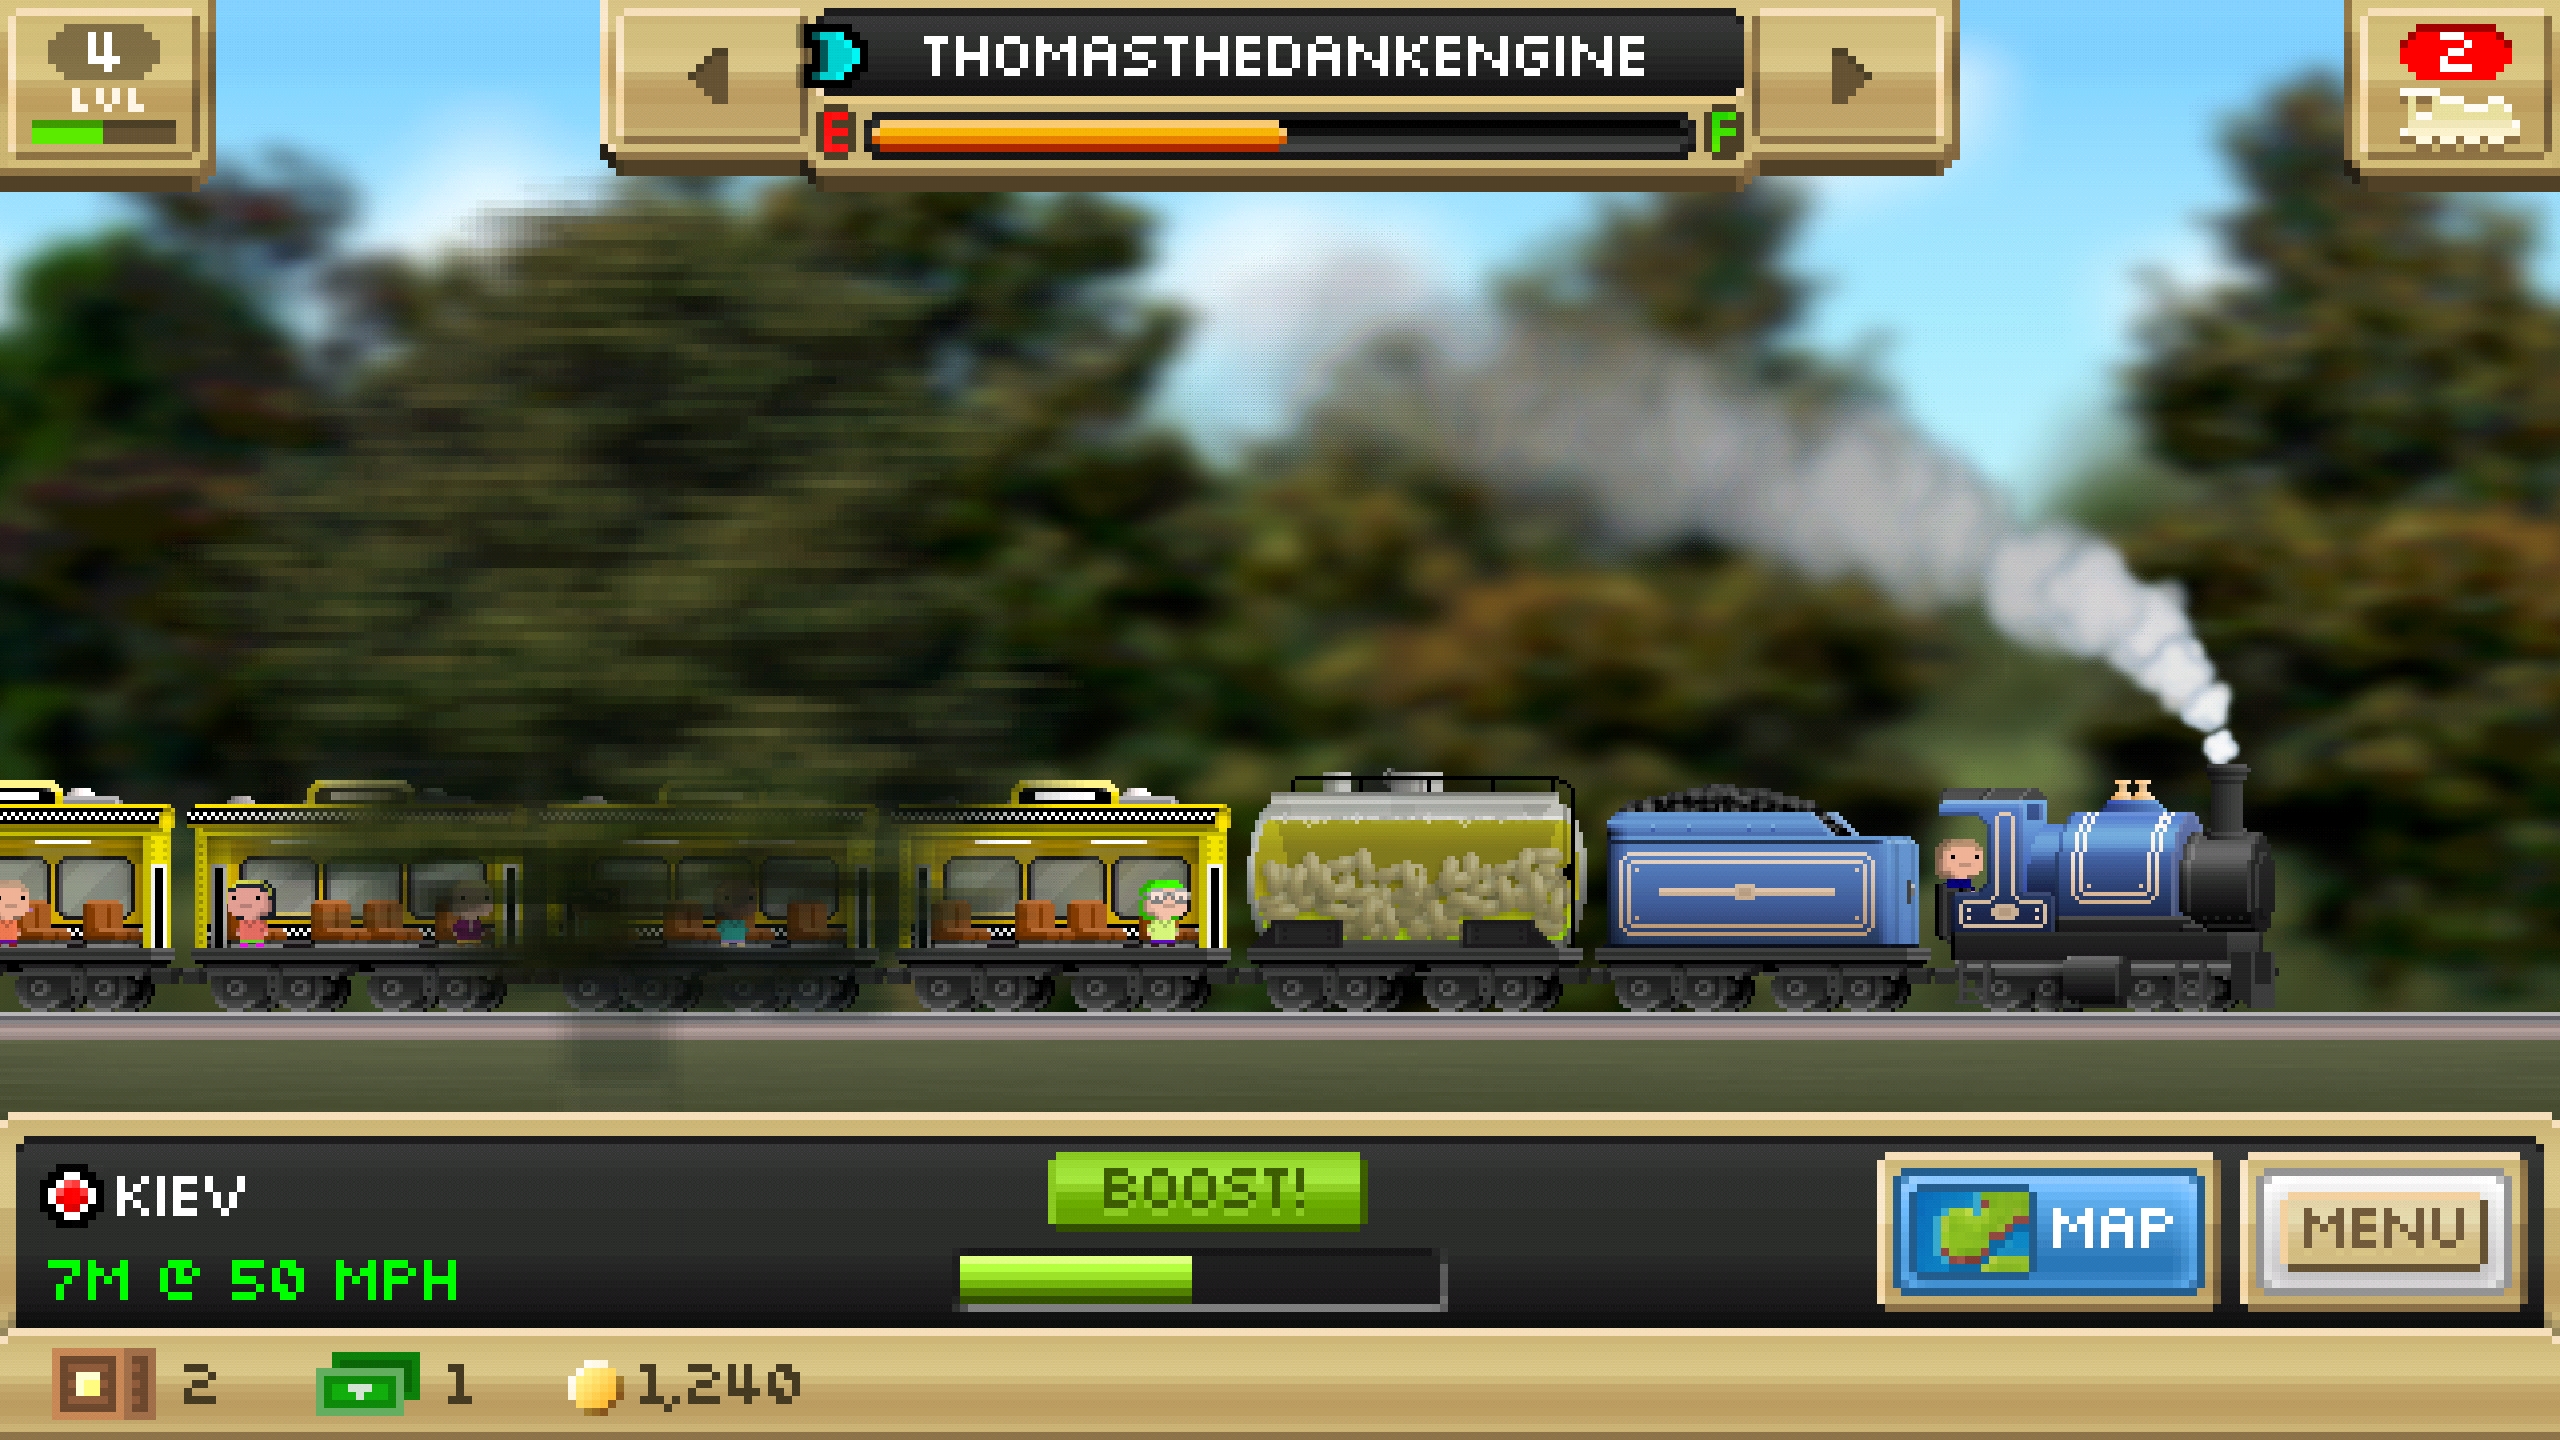 4
LVL
THOMASTHEDANKENGINE
E
F
2
KIEV
7M @ 50 MPH
BOOST!
MAP
MENU
2
1
1,240